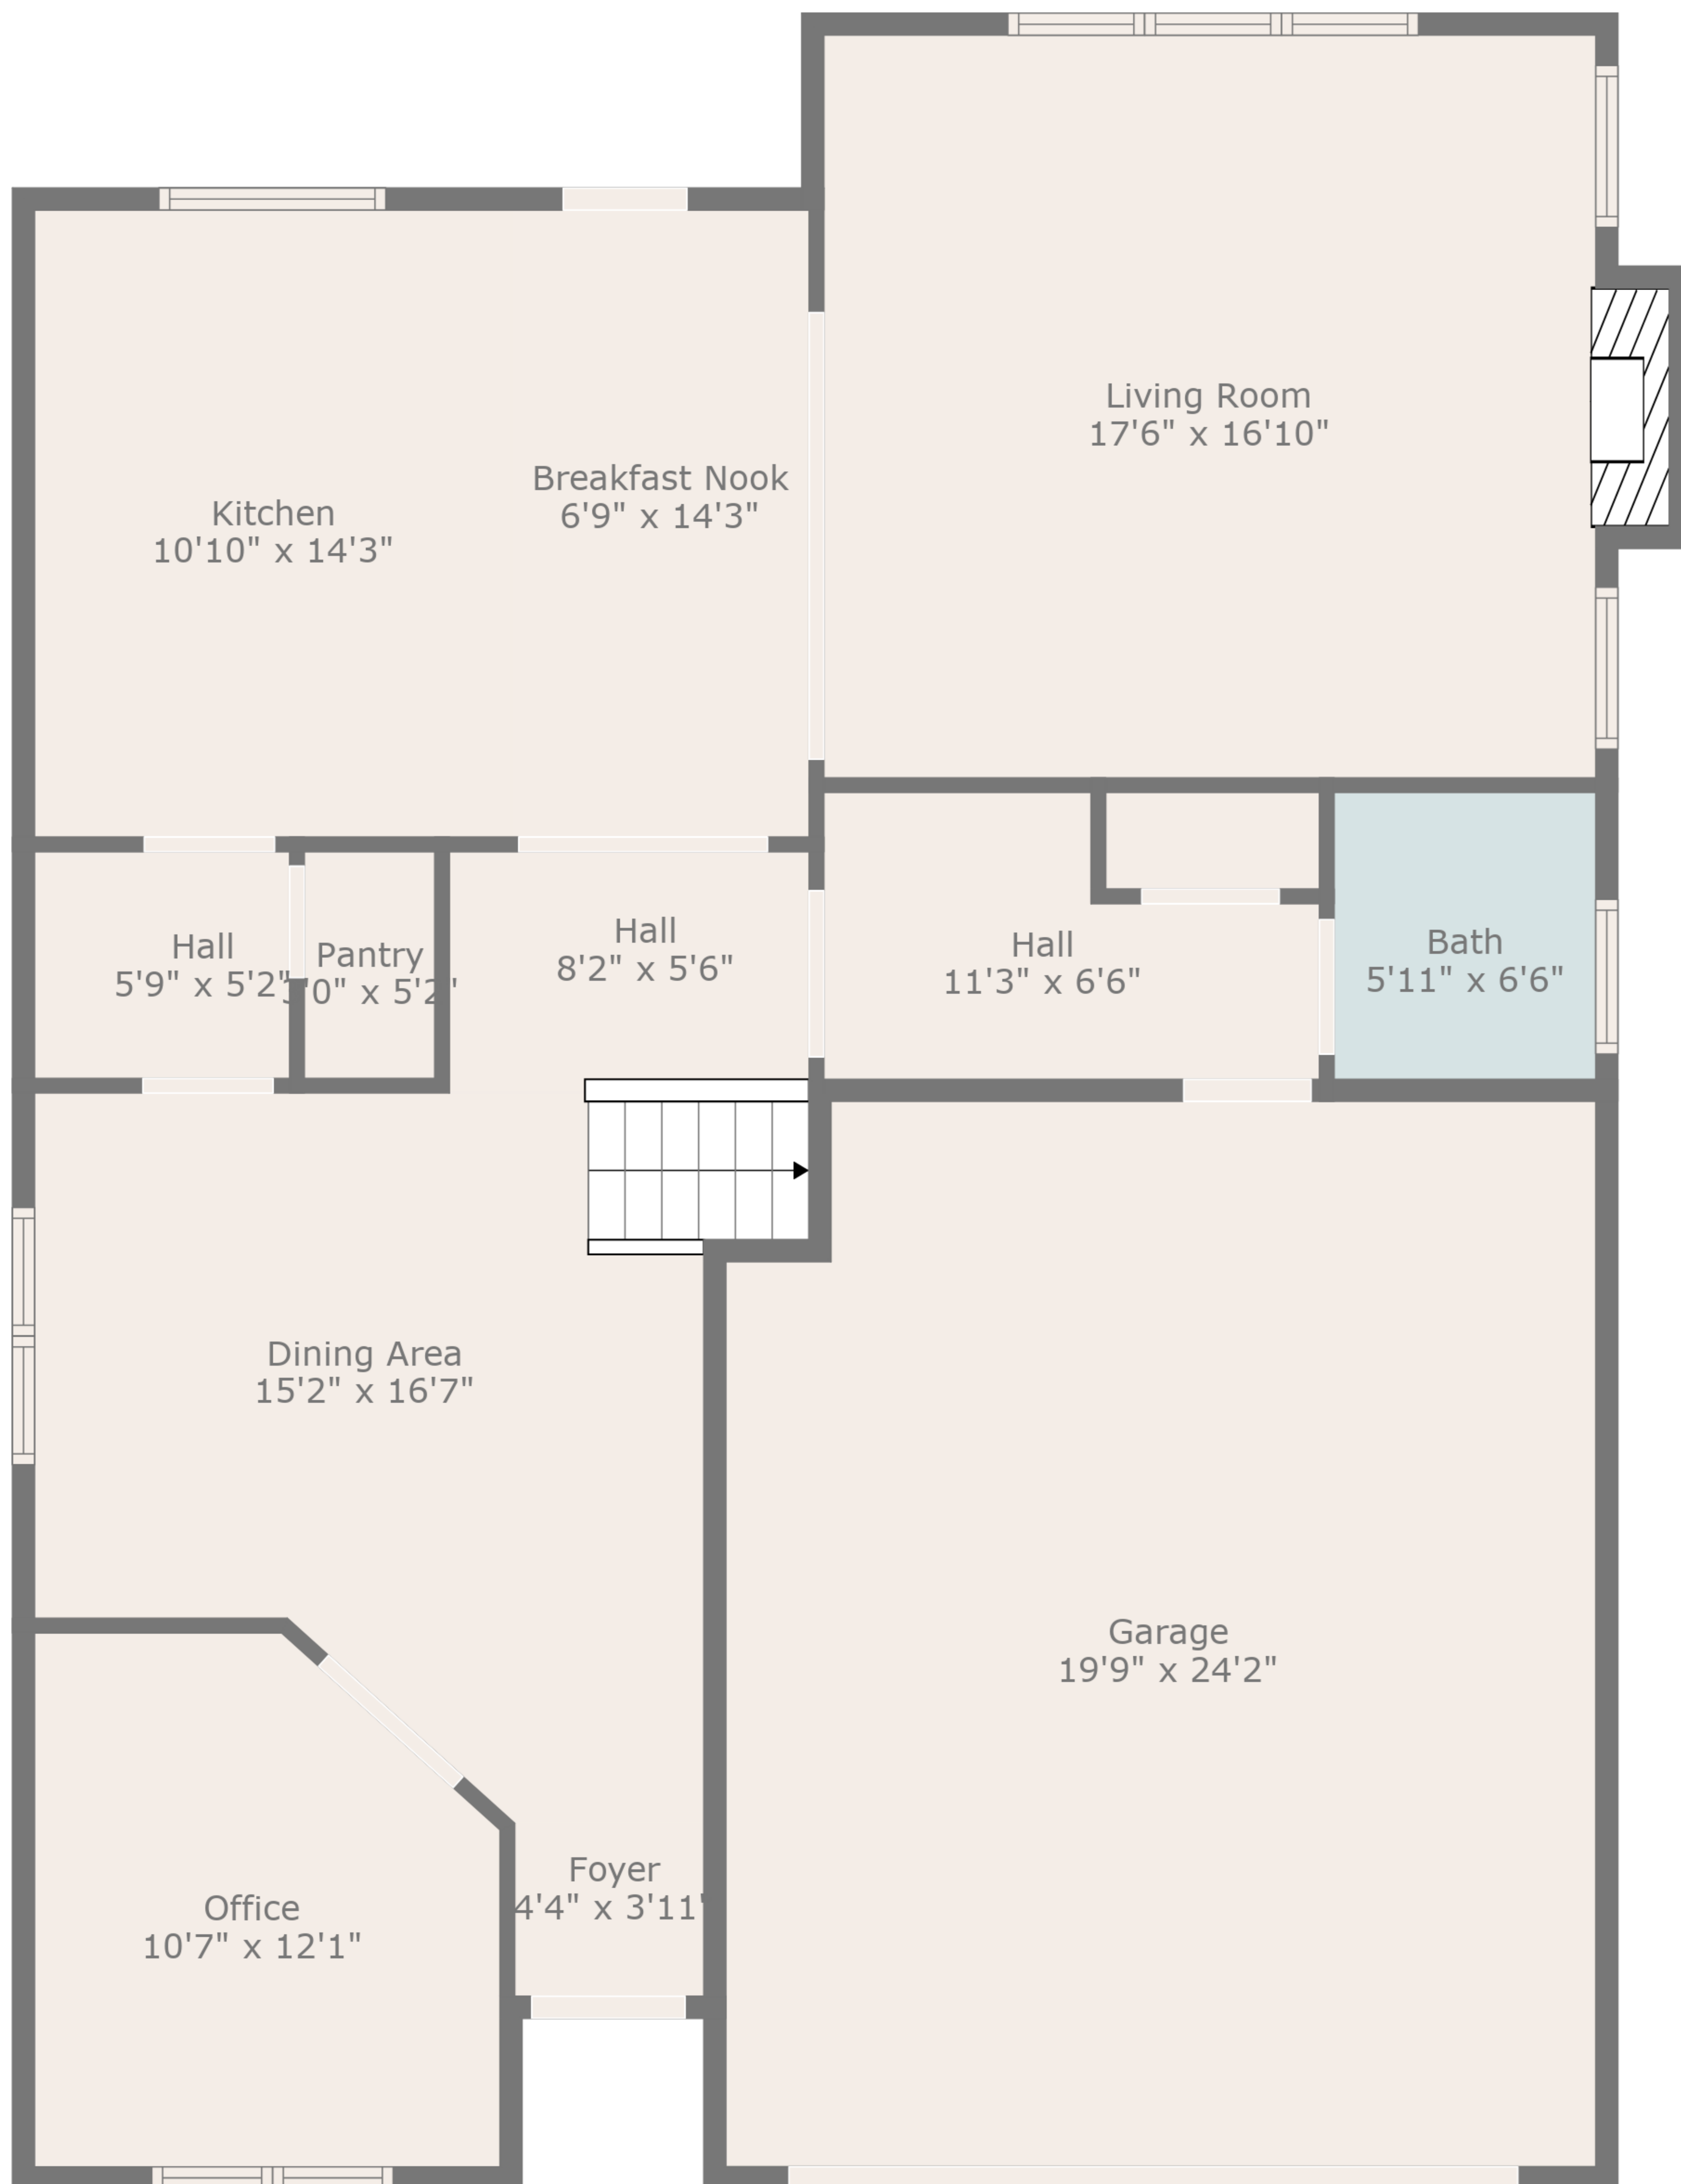 Living Room
17'6" x 16'10"
Breakfast Nook
6'9" x 14'3"
Kitchen
10'10" x 14'3"
Hall
5'9" x 5'2"
Pantry
3'0" x 5'2"
Hall
8'2" x 5'6"
Hall
11'3" x 6'6"
Bath
5'11" x 6'6"
Dining Area
15'2" x 16'7"
Garage
19'9" x 24'2"
Foyer
4'4" x 3'11"
Office
10'7" x 12'1"